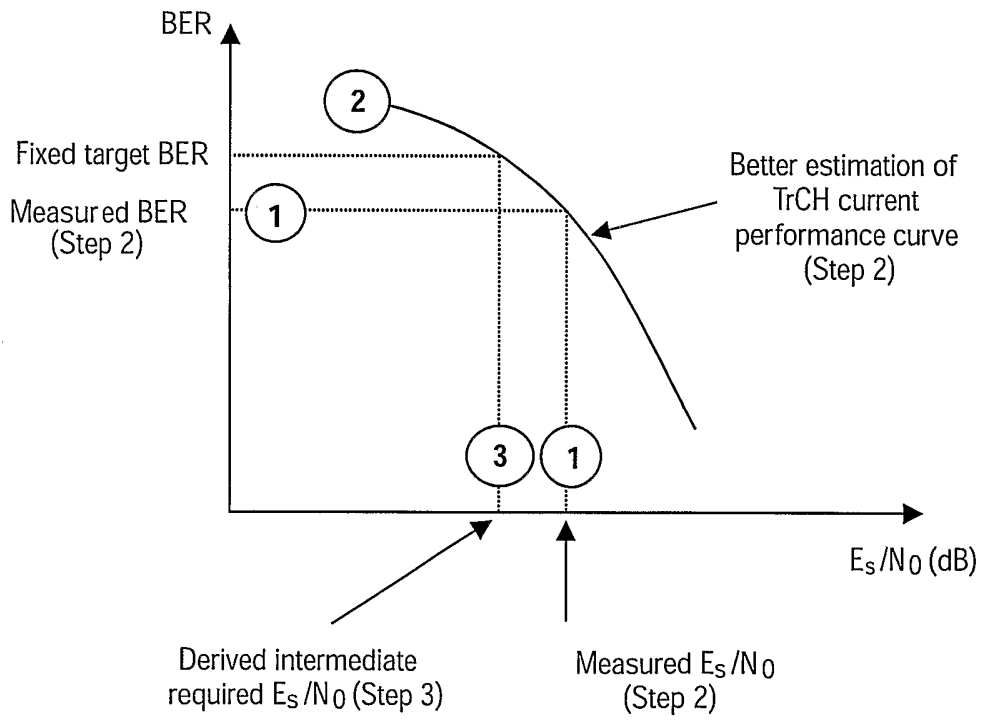 BER
2
Fixed target BER
Measured BER
(Step 2)
1
Better estimation of
TrCH current
performance curve
(Step 2)
3
1
Es/N0 (dB)
Derived intermediate
required Es/N0 (Step 3)
Measured Es/N0
(Step 2)